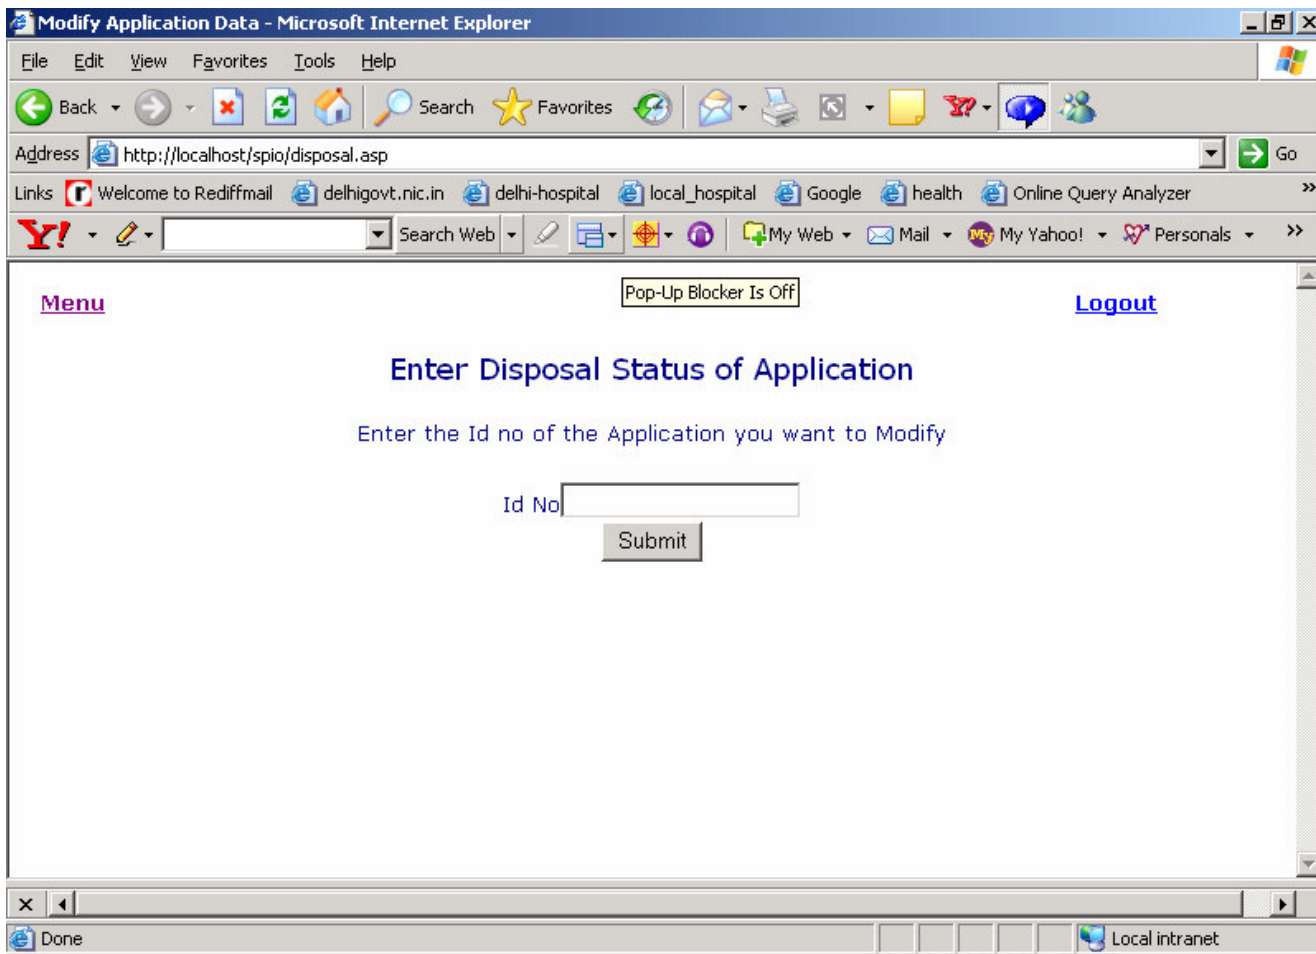 Modify Application Data - Microsoft Internet Explorer
File Edit View Favorites Tools Help
Back Search Favorites
Address http://localhost/spio/disposal.asp Go
Links Welcome to Rediffmail delhigovt.nic.in delhi-hospital local_hospital Google health Online Query Analyzer »
Y! Search Web My Web Mail My My Yahoo! Personals »
Pop-Up Blocker Is Off
Menu Logout
Enter Disposal Status of Application
Enter the Id no of the Application you want to Modify
Id No
Submit
Done Local intranet